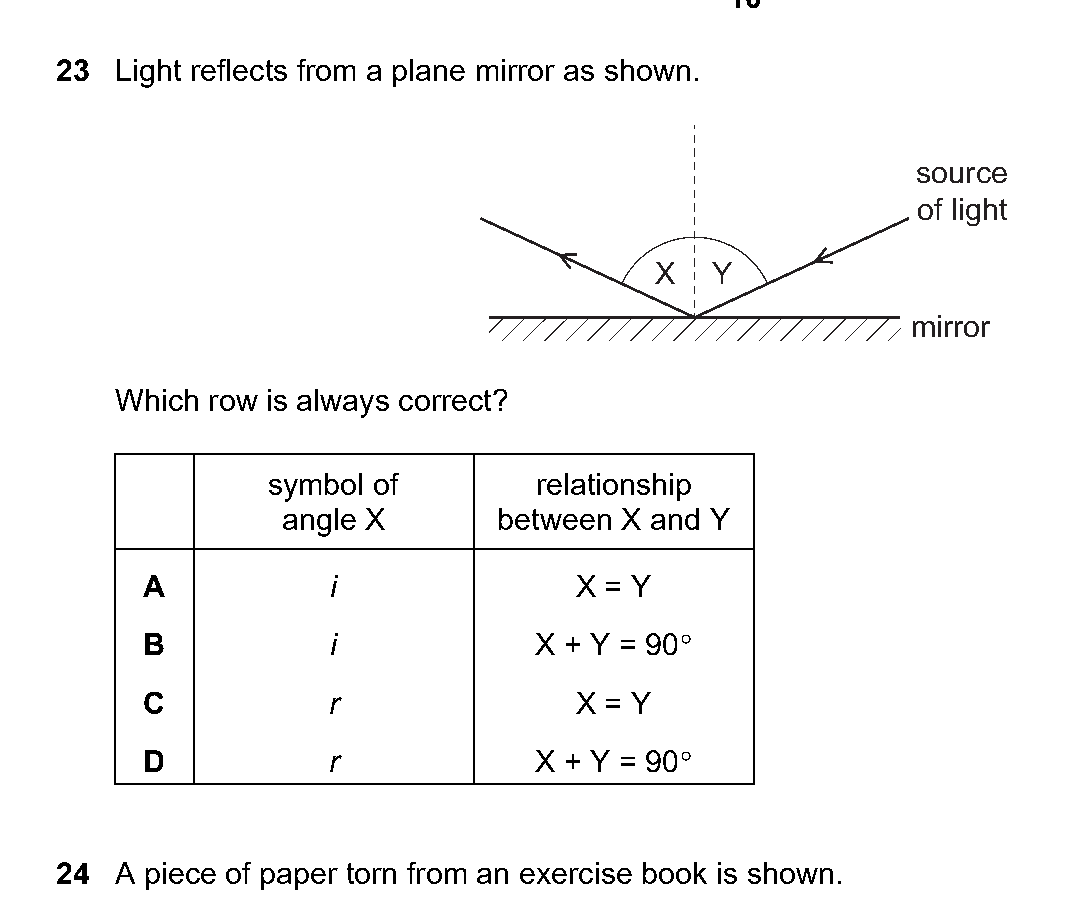 23 Light reflects from a plane mirror as shown.
source
of light
X Y
mirror
Which row is always correct?
symbol of angle X relationship between X and Y
A i X = Y
B i X + Y = 90°
C r X = Y
D r X + Y = 90°
24 A piece of paper torn from an exercise book is shown.